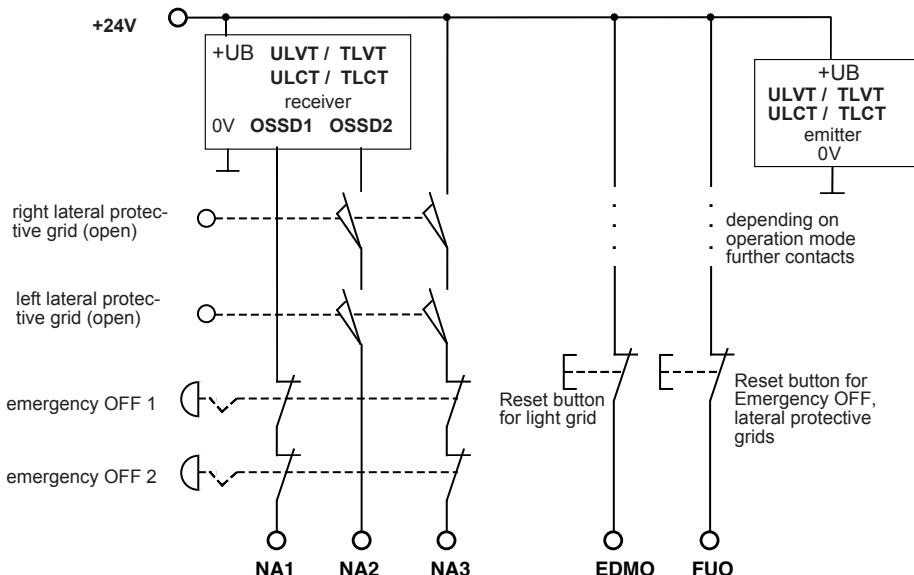 +24V
+UB ULVT / TLVT
ULCT / TLCT
receiver
0V OSSD1 OSSD2
+UB
ULVT / TLVT
ULCT / TLCT
emitter
0V
right lateral protec-
tive grid (open)
depending on
operation mode
further contacts
left lateral protec-
tive grid (open)
emergency OFF 1
Reset button
for light grid
Reset button for
Emergency OFF,
lateral protective
grids
emergency OFF 2
NA1 NA2 NA3 EDMO FUO